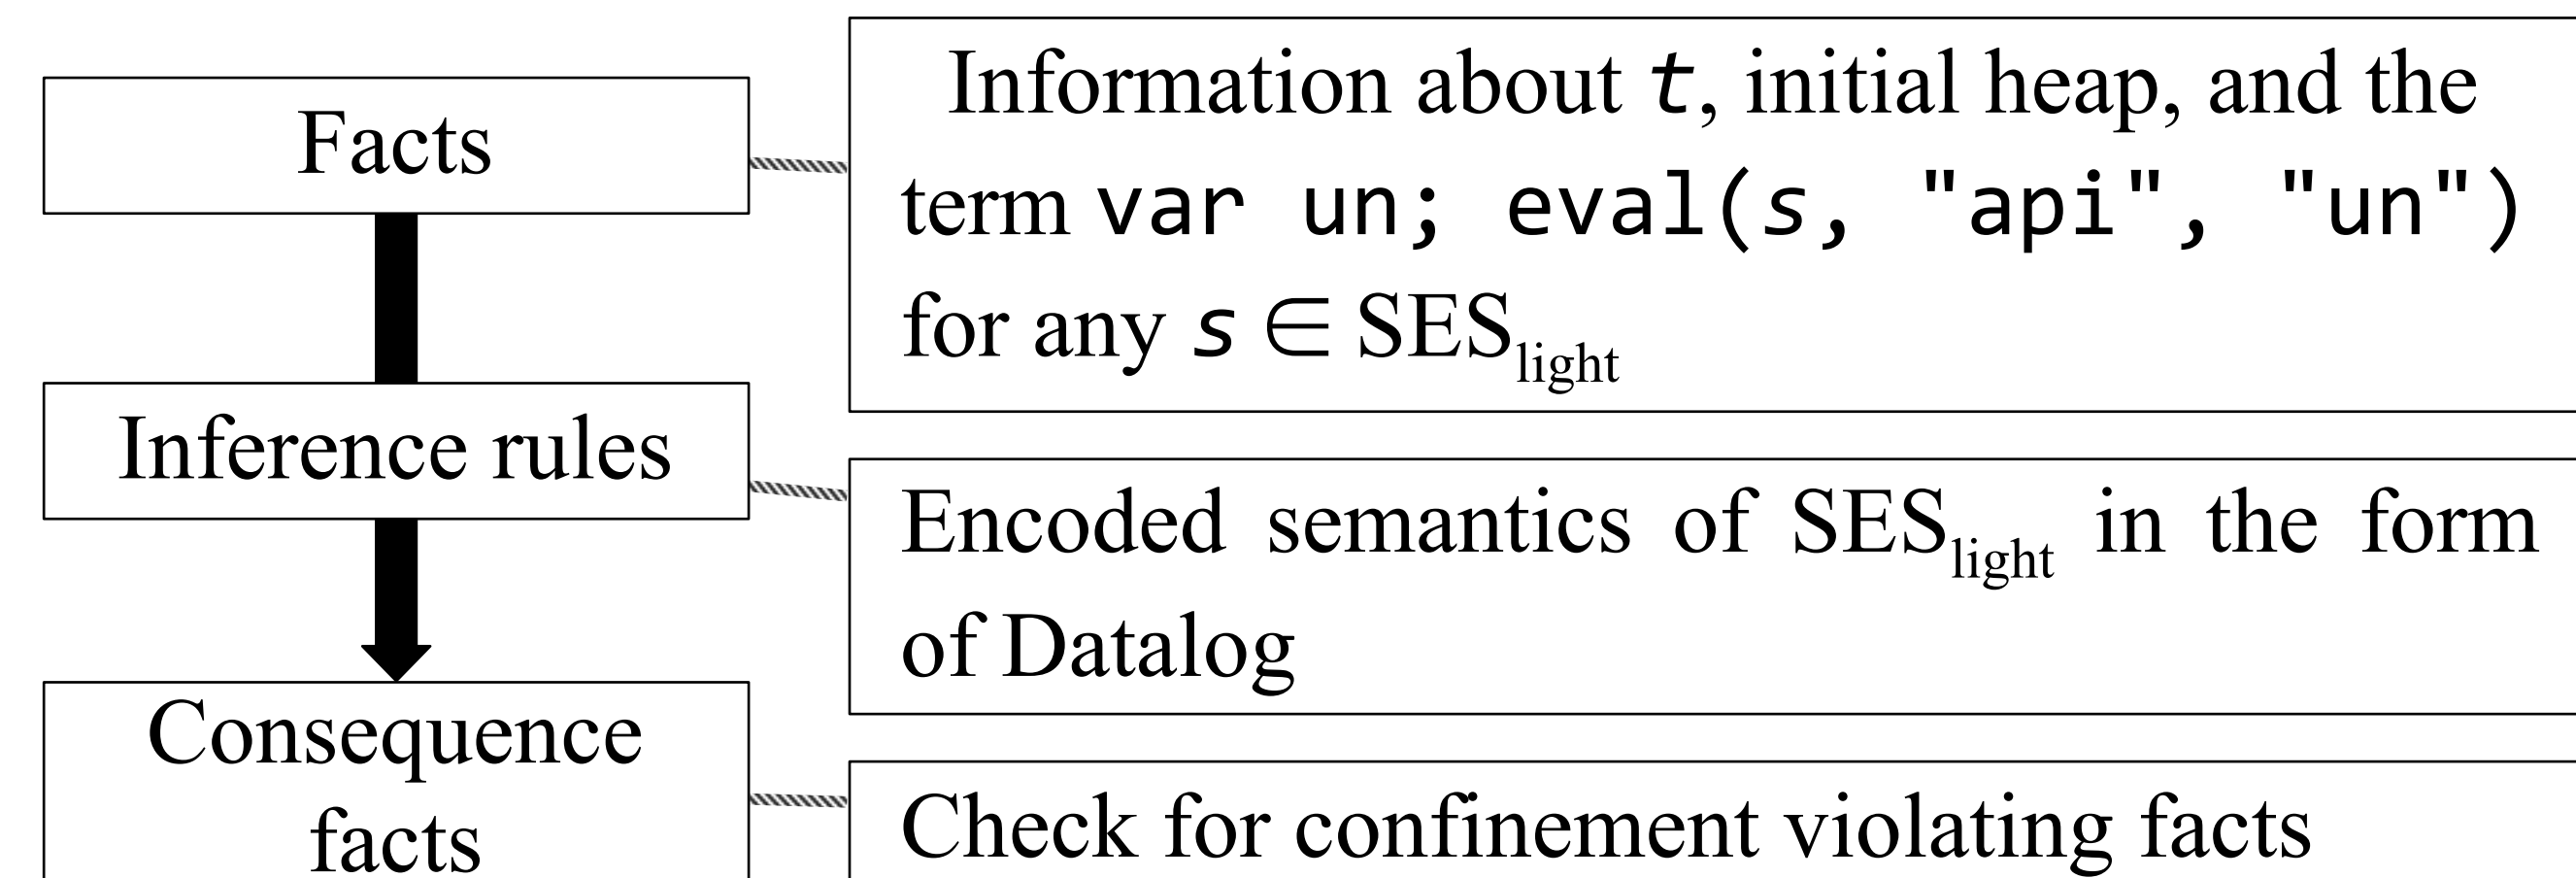 Facts
Information about t, initial heap, and the
term var un; eval(s, "api", "un")
for any s ∈ SESlight
Inference rules
Encoded semantics of SESlight in the form
of Datalog
Consequence
facts
Check for confinement violating facts